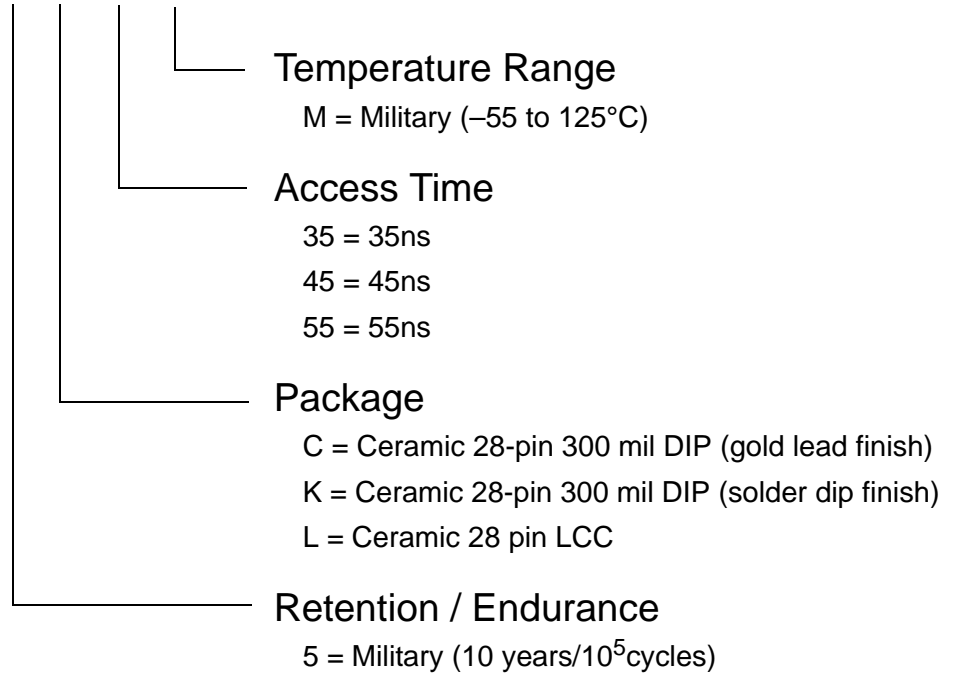 Temperature Range
M = Military (–55 to 125°C)
Access Time
35 = 35ns
45 = 45ns
55 = 55ns
Package
C = Ceramic 28-pin 300 mil DIP (gold lead finish)
K = Ceramic 28-pin 300 mil DIP (solder dip finish)
L = Ceramic 28 pin LCC
Retention / Endurance
5 = Military (10 years/10⁵cycles)